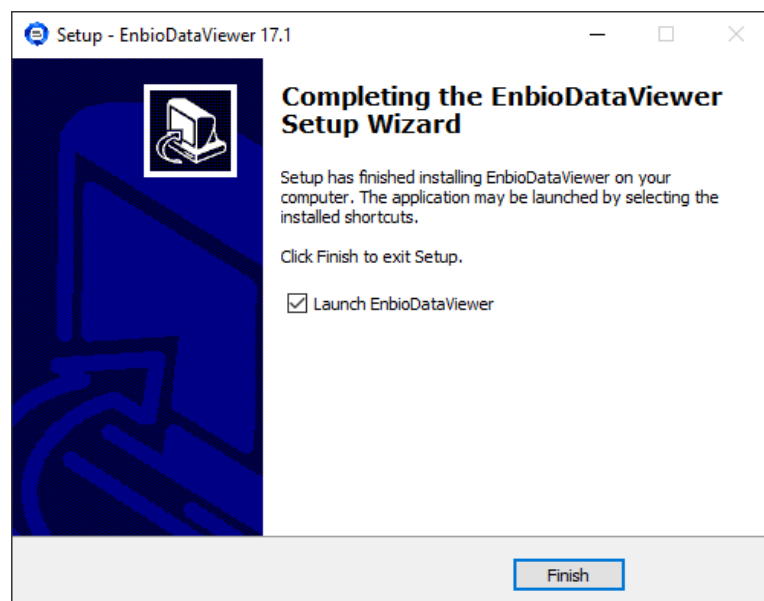 Setup - EnbioDataViewer 17.1
Completing the EnbioDataViewer
Setup Wizard
Setup has finished installing EnbioDataViewer on your
computer. The application may be launched by selecting the
installed shortcuts.
Click Finish to exit Setup.
Launch EnbioDataViewer
Finish